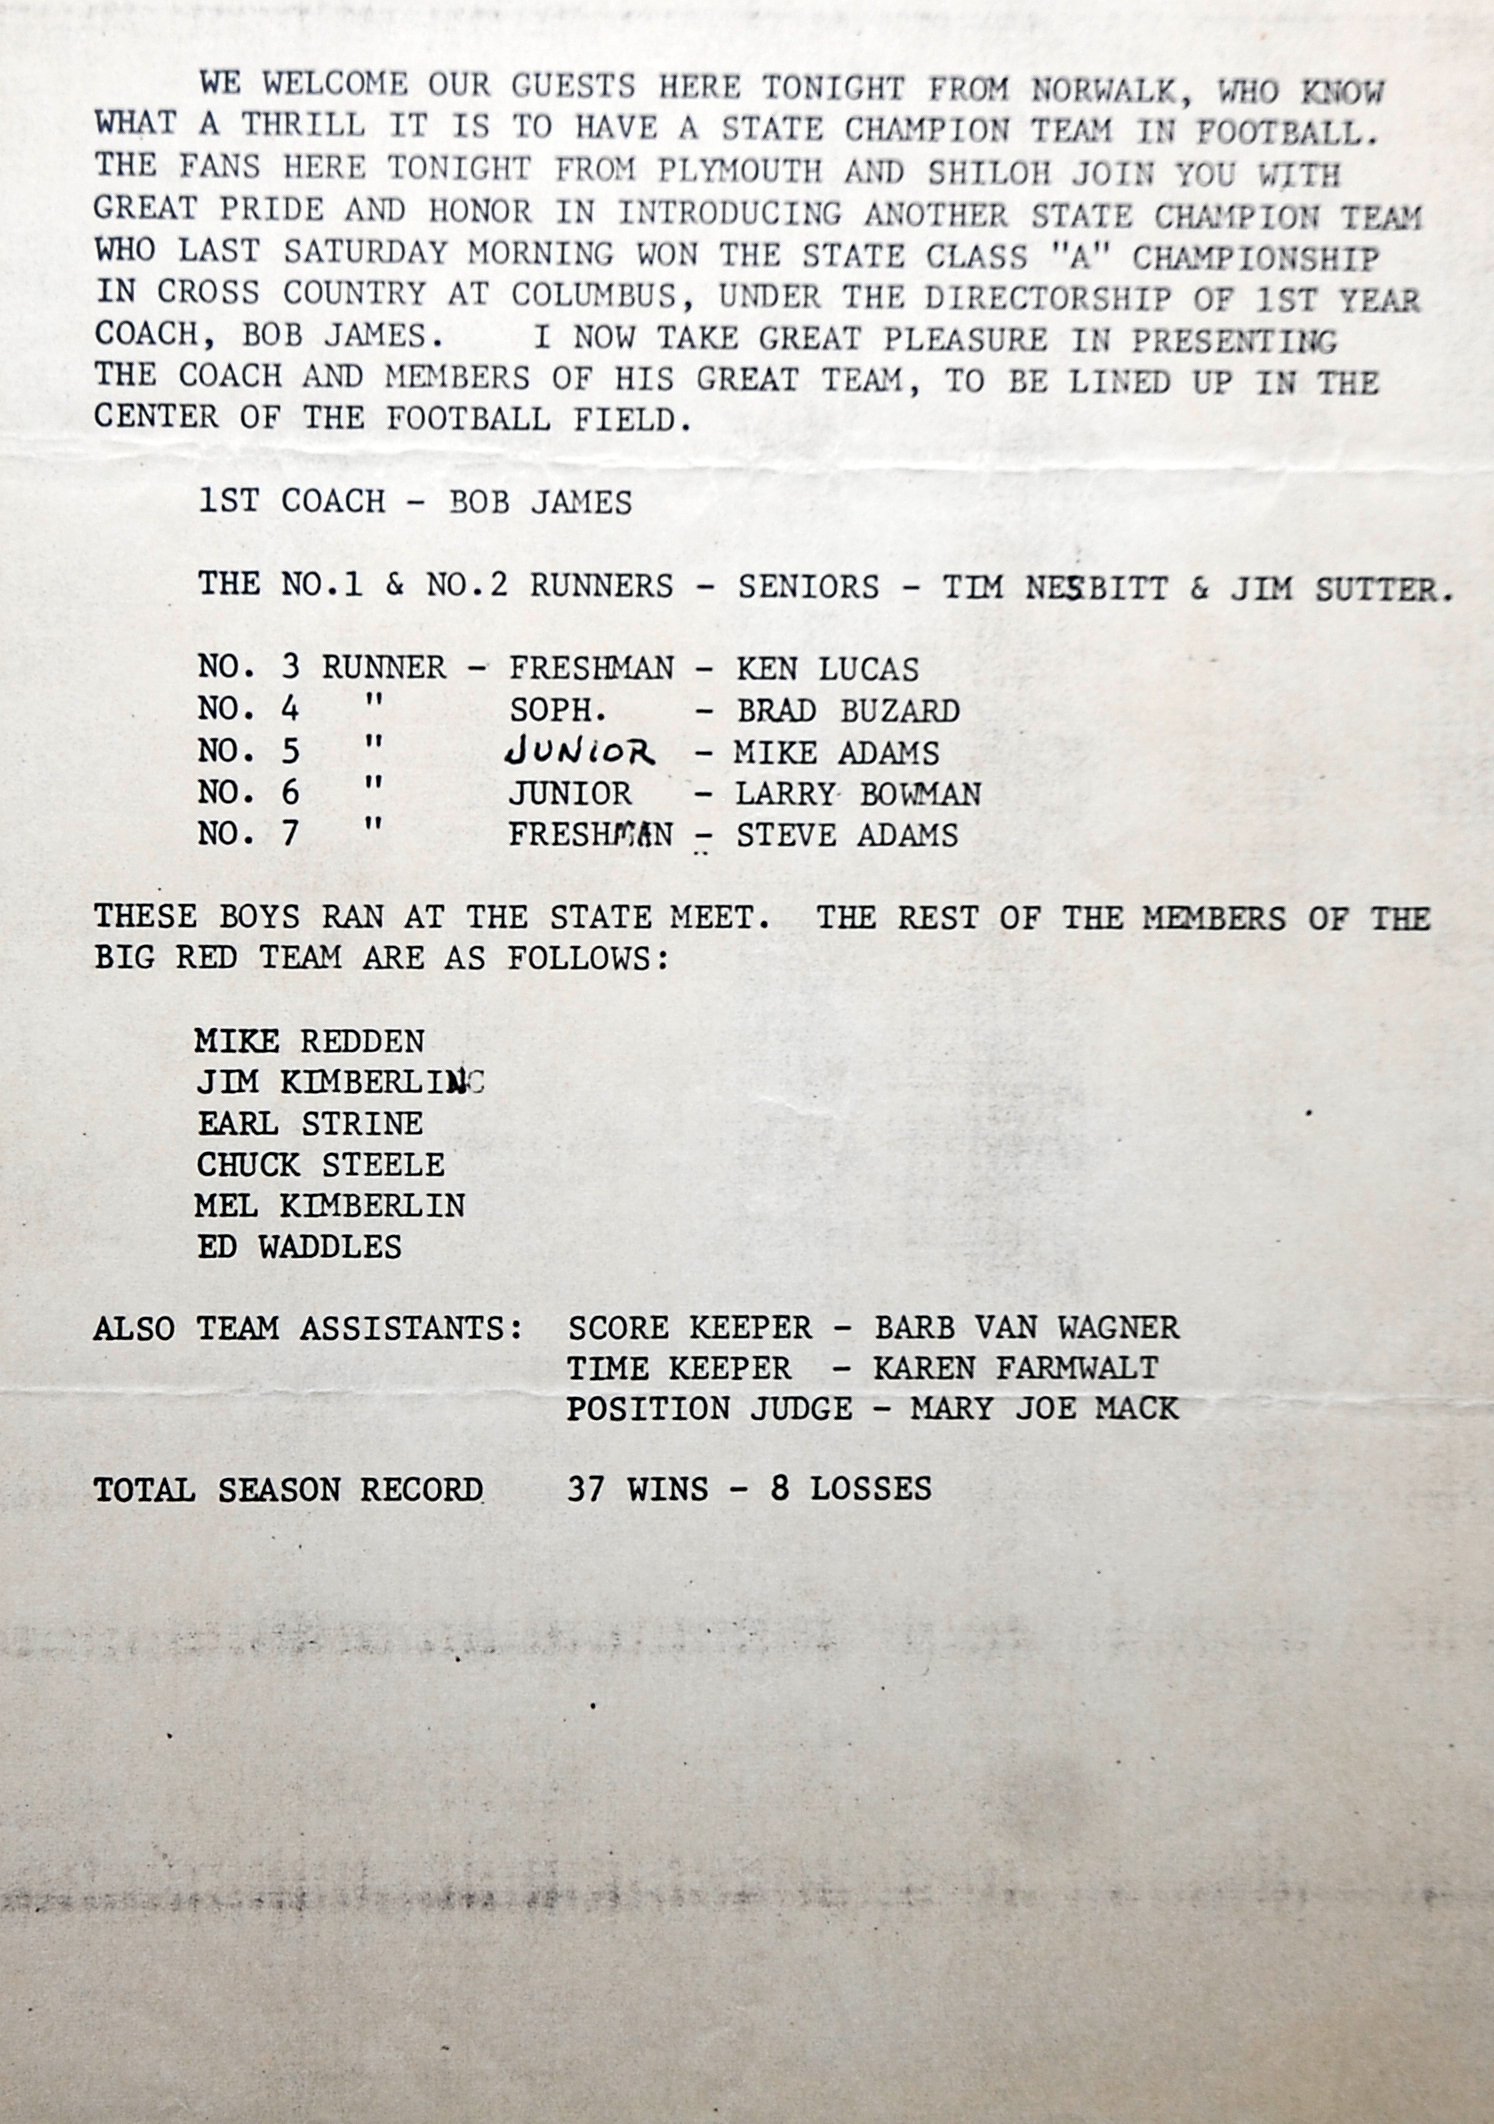 WE WELCOME OUR GUESTS HERE TONIGHT FROM NORWALK, WHO KNOW
WHAT A THRILL IT IS TO HAVE A STATE CHAMPION TEAM IN FOOTBALL.
THE FANS HERE TONIGHT FROM PLYMOUTH AND SHILOH JOIN YOU WITH
GREAT PRIDE AND HONOR IN INTRODUCING ANOTHER STATE CHAMPION TEAM
WHO LAST SATURDAY MORNING WON THE STATE CLASS "A" CHAMPIONSHIP
IN CROSS COUNTRY AT COLUMBUS, UNDER THE DIRECTORSHIP OF 1ST YEAR
COACH, BOB JAMES. I NOW TAKE GREAT PLEASURE IN PRESENTING
THE COACH AND MEMBERS OF HIS GREAT TEAM, TO BE LINED UP IN THE
CENTER OF THE FOOTBALL FIELD.
1ST COACH - BOB JAMES
THE NO.1 & NO.2 RUNNERS - SENIORS - TIM NESBITT & JIM SUTTER.
NO. 3 RUNNER - FRESHMAN - KEN LUCAS
NO. 4 " SOPH. - BRAD BUZARD
NO. 5 " JUNIOR - MIKE ADAMS
NO. 6 " JUNIOR - LARRY BOWMAN
NO. 7 " FRESHMAN - STEVE ADAMS
THESE BOYS RAN AT THE STATE MEET. THE REST OF THE MEMBERS OF THE
BIG RED TEAM ARE AS FOLLOWS:
MIKE REDDEN
JIM KIMBERLIN
EARL STRINE
CHUCK STEELE
MEL KIMBERLIN
ED WADDLES
ALSO TEAM ASSISTANTS: SCORE KEEPER - BARB VAN WAGNER
TIME KEEPER - KAREN FARMWALT
POSITION JUDGE - MARY JOE MACK
TOTAL SEASON RECORD 37 WINS - 8 LOSSES